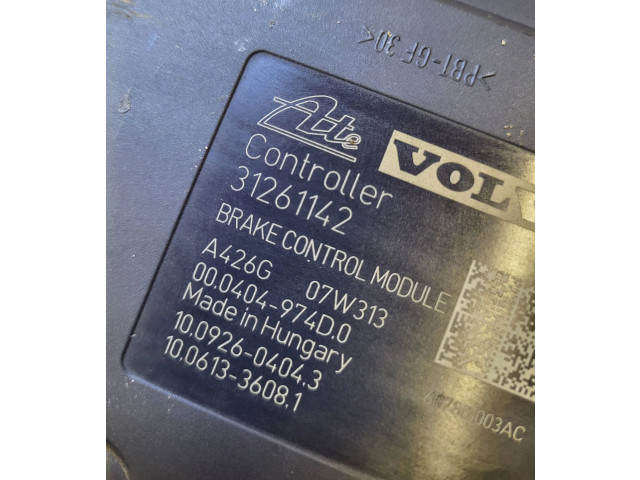 >PBT-GF30<
Ate
VOLV
Controller
31261142
BRAKE CONTROL MODULE
A426G 07W313
00.0404-974D.0
Made in Hungary
10.0926-0404.3
10.0613-3608.1